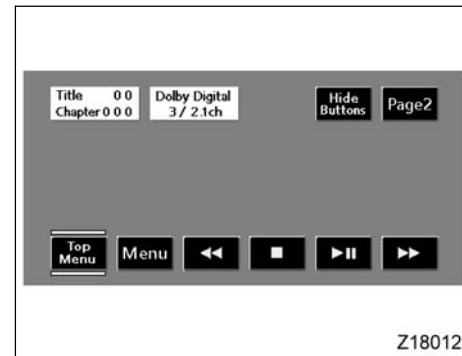 Title 0 0
Chapter 0 0 0
Dolby Digital
3 / 2.1ch
Hide
Buttons
Page2
Top
Menu
Menu
Z18012